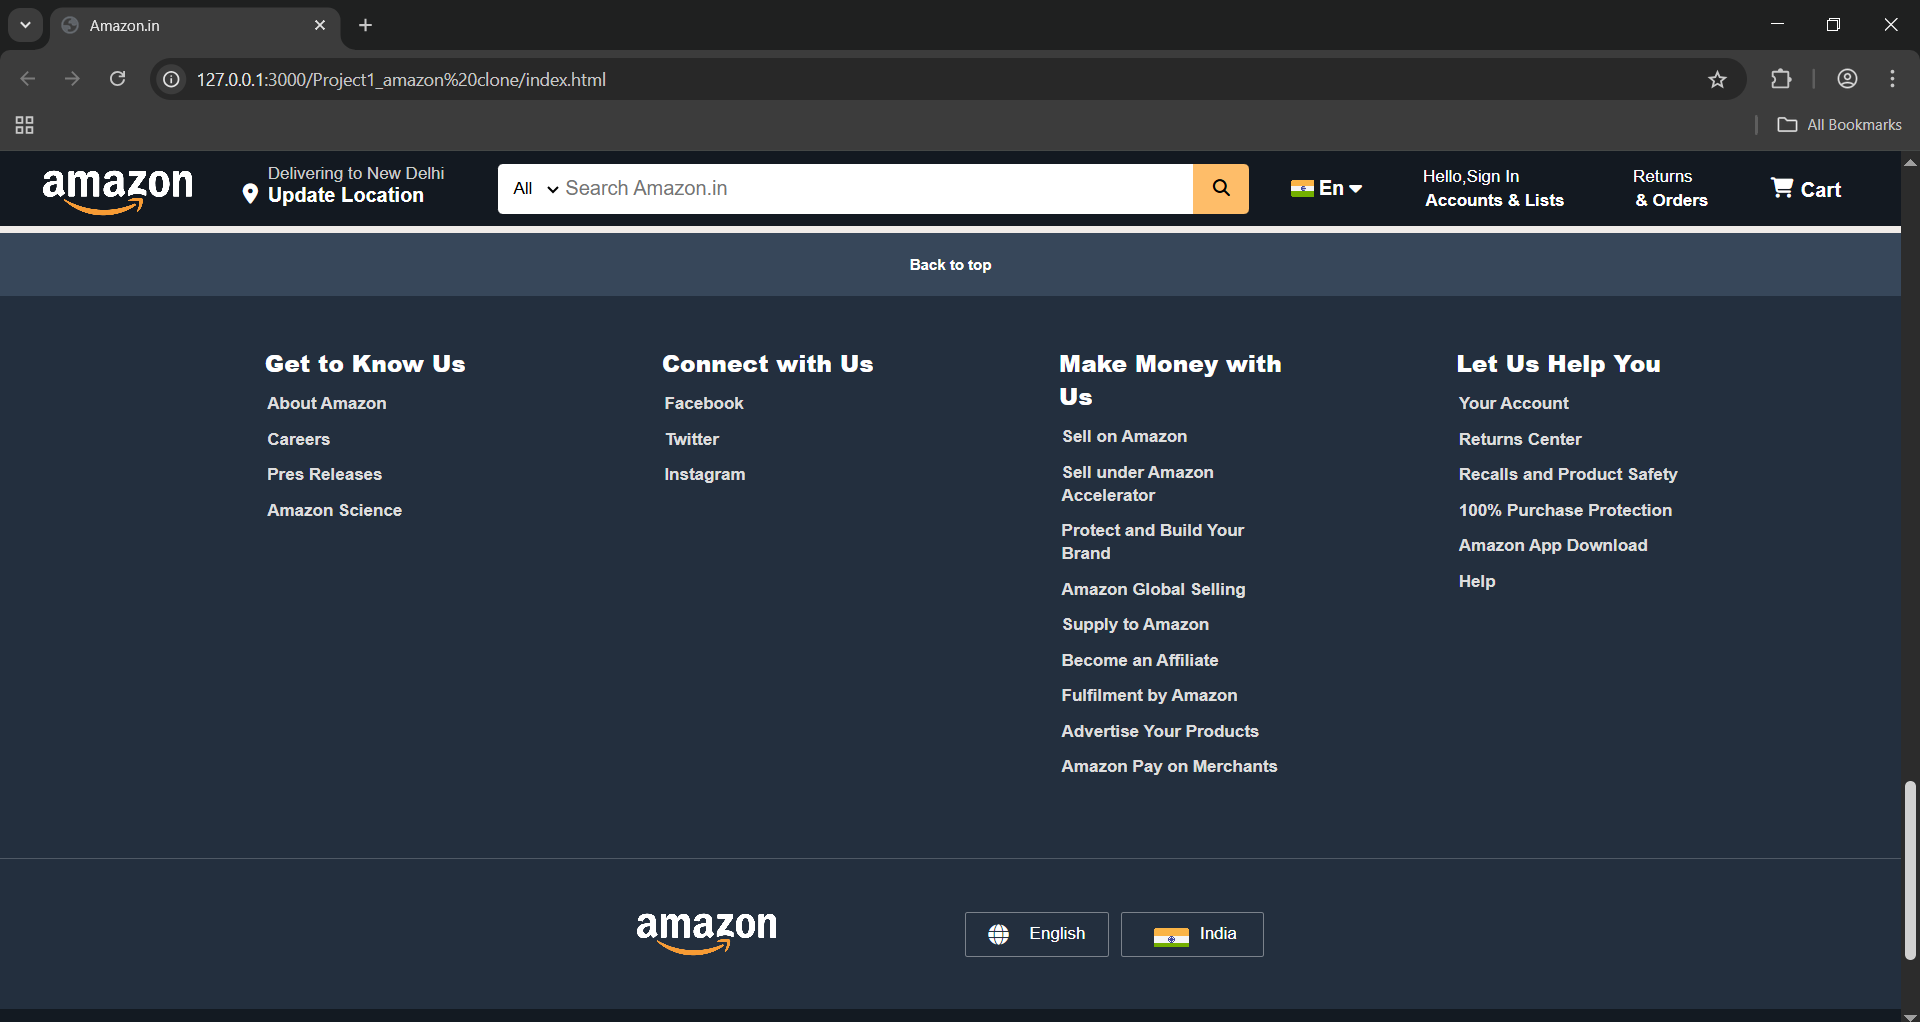 Amazon.in
127.0.0.1:3000/Project1_amazon%20clone/index.html
All Bookmarks
amazon
Delivering to New Delhi
Update Location
All
Search Amazon.in
En
Hello,Sign In
Accounts & Lists
Returns
& Orders
Cart
Back to top
Get to Know Us
About Amazon
Careers
Pres Releases
Amazon Science
Connect with Us
Facebook
Twitter
Instagram
Make Money with
Us
Sell on Amazon
Sell under Amazon
Accelerator
Protect and Build Your
Brand
Amazon Global Selling
Supply to Amazon
Become an Affiliate
Fulfilment by Amazon
Advertise Your Products
Amazon Pay on Merchants
Let Us Help You
Your Account
Returns Center
Recalls and Product Safety
100% Purchase Protection
Amazon App Download
Help
amazon
English
India